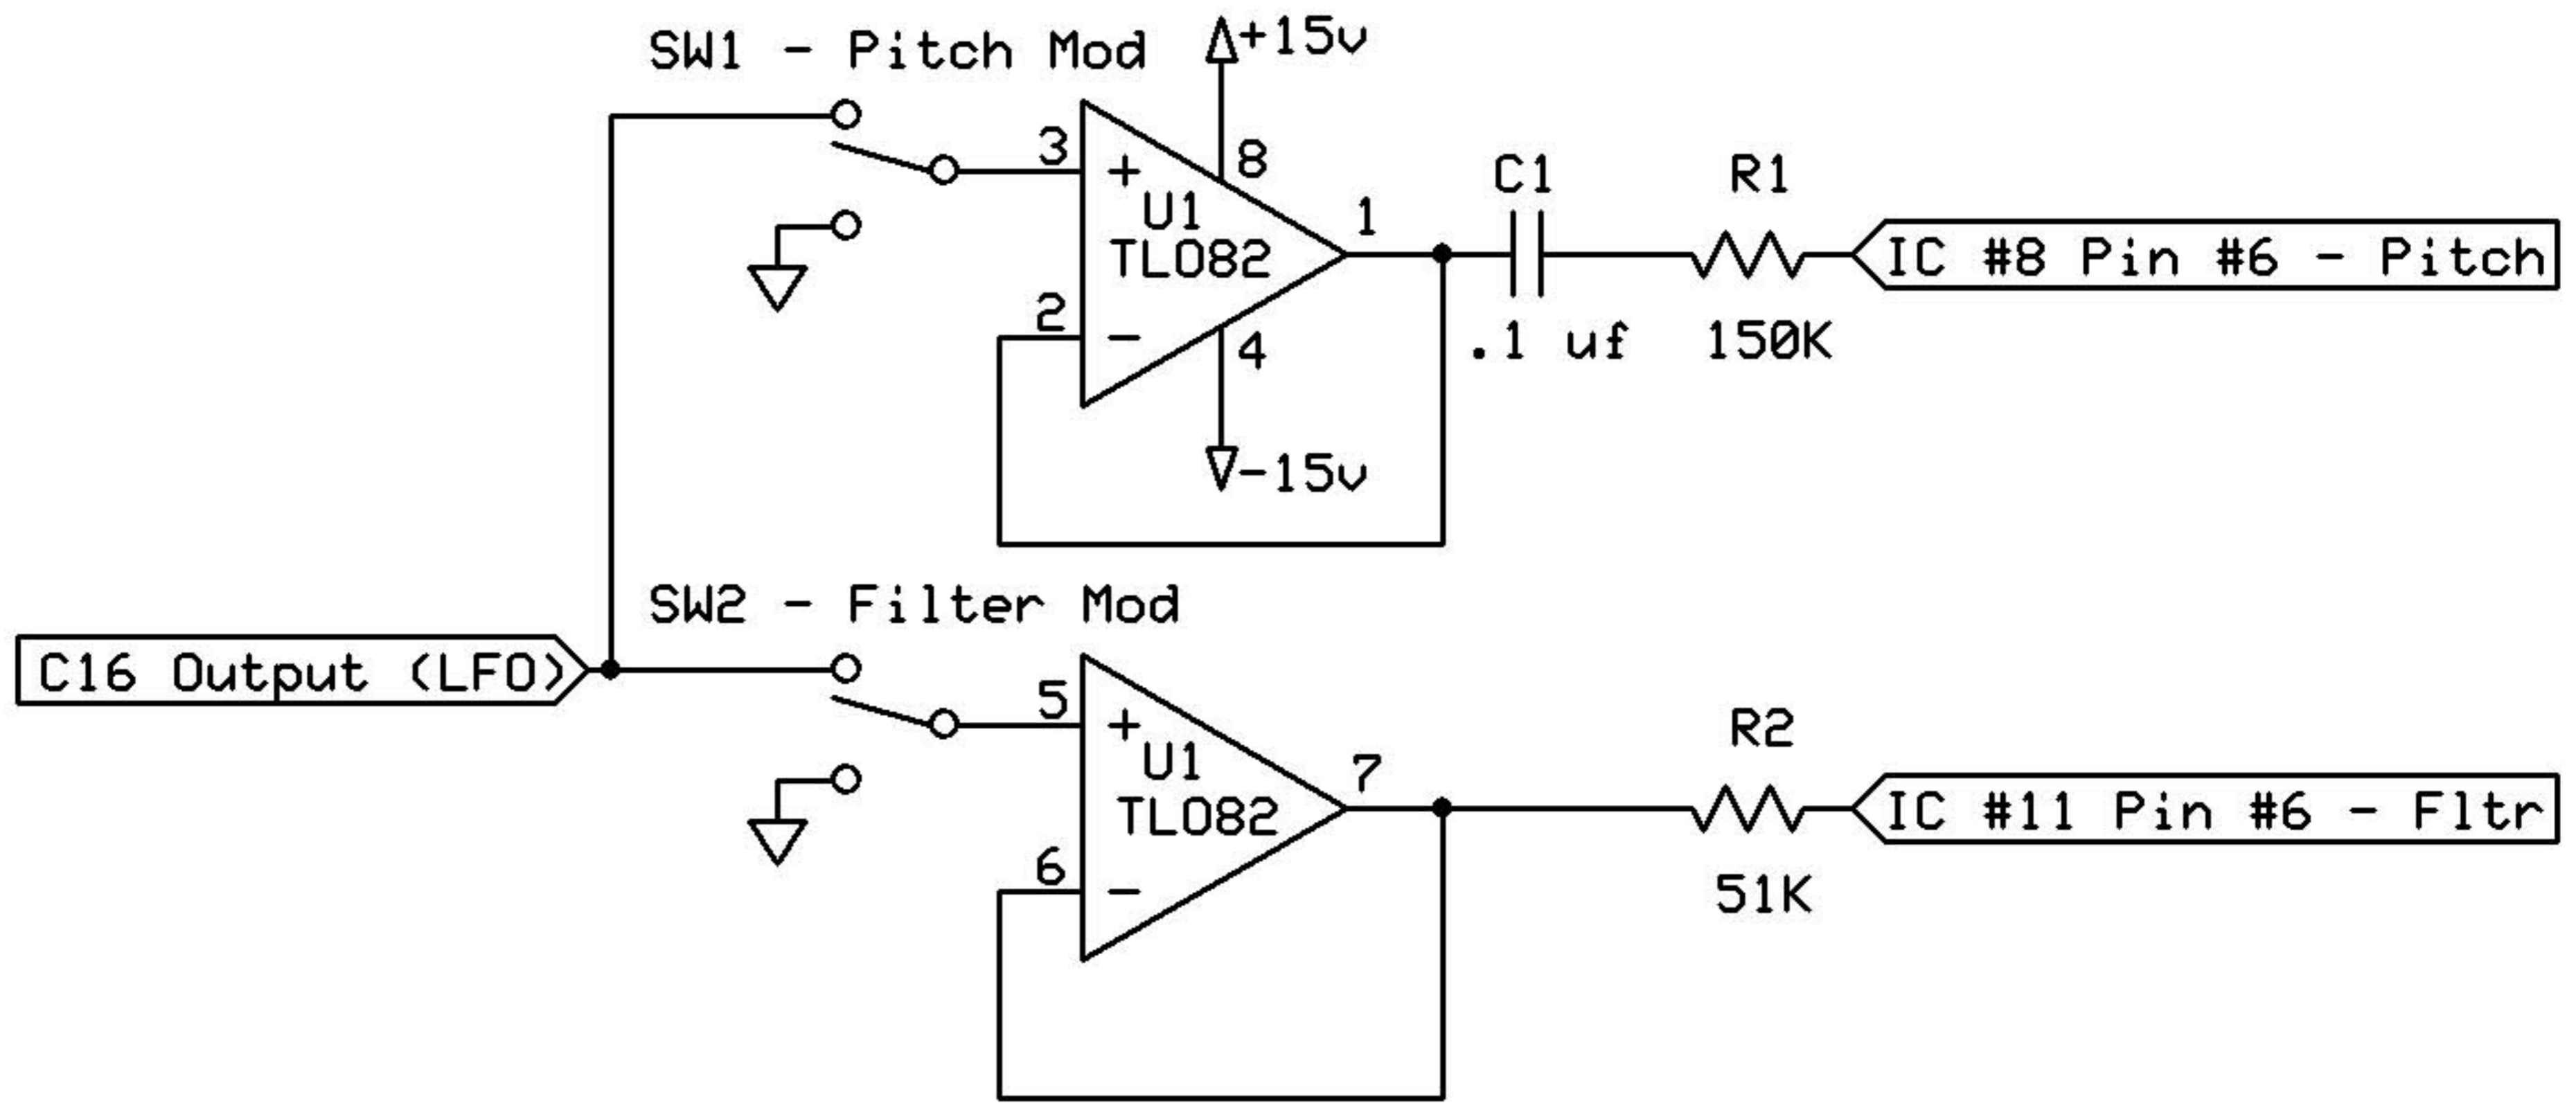 SW1 - Pitch Mod
+15v
3
+
8
U1
TL082
1
C1
R1
IC #8 Pin #6 - Pitch
2
-
4
.1 uf
150K
-15v
SW2 - Filter Mod
C16 Output (LFO)
5
+
U1
TL082
7
R2
IC #11 Pin #6 - Fltr
6
-
51K